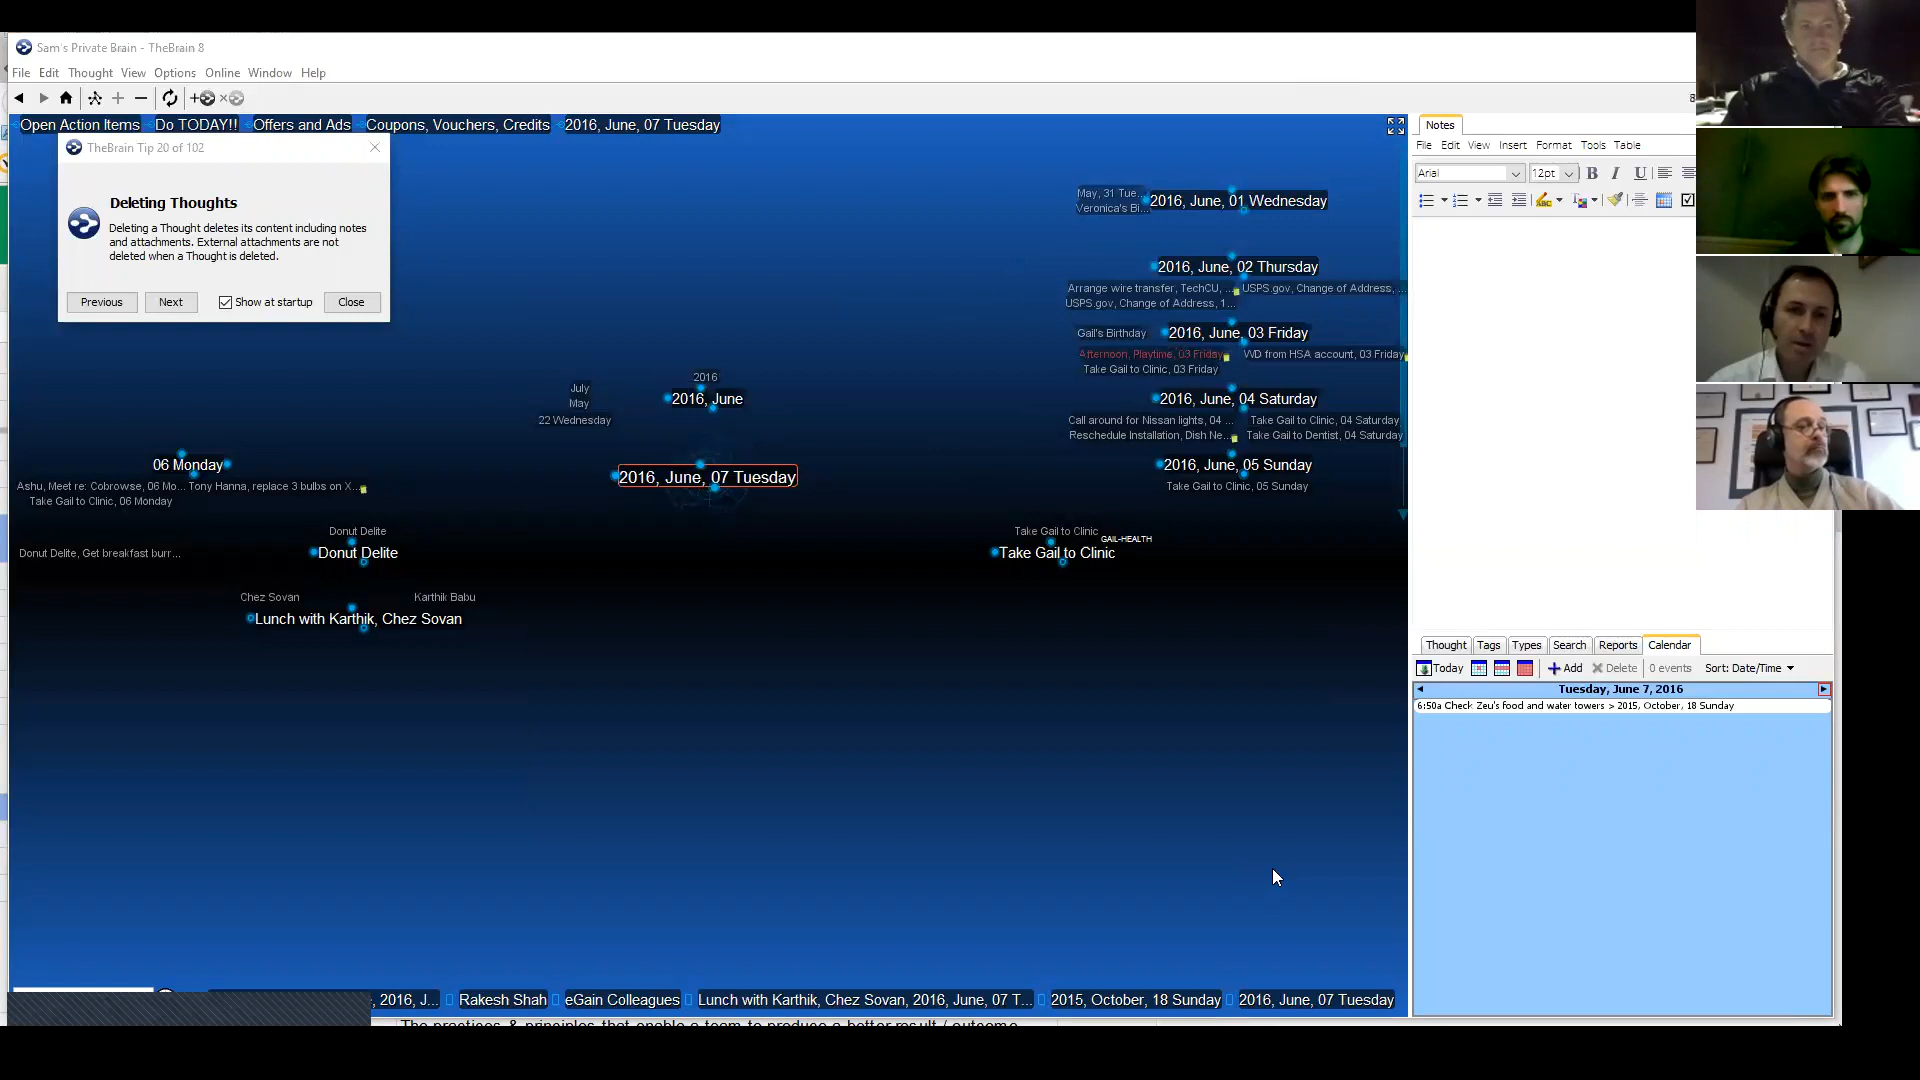 Sam's Private Brain - TheBrain 8
File Edit Thought View Options Online Window Help
Open Action Items Do TODAY!! Offers and Ads Coupons, Vouchers, Credits 2016, June, 07 Tuesday
TheBrain Tip 20 of 102
Deleting Thoughts
Deleting a Thought deletes its content including notes
and attachments. External attachments are not
deleted when a Thought is deleted.
Previous Next Show at startup Close
May, 31 Tue...
Veronica's Bi...
2016, June, 01 Wednesday
2016, June, 02 Thursday
Arrange wire transfer, TechCU, ... USPS.gov, Change of Address, ...
USPS.gov, Change of Address, 1...
Gail's Birthday 2016, June, 03 Friday
Afternoon, Playtime, 03 Friday WD from HSA account, 03 Friday
Take Gail to Clinic, 03 Friday
2016
July
May
22 Wednesday
2016, June
2016, June, 04 Saturday
Call around for Nissan lights, 04 ... Take Gail to Clinic, 04 Saturday
Reschedule Installation, Dish Ne... Take Gail to Dentist, 04 Saturday
06 Monday
Ashu, Meet re: Cobrowse, 06 Mo... Tony Hanna, replace 3 bulbs on X...
Take Gail to Clinic, 06 Monday
2016, June, 07 Tuesday
2016, June, 05 Sunday
Take Gail to Clinic, 05 Sunday
Donut Delite
Donut Delite, Get breakfast burr... Donut Delite
Take Gail to Clinic
GAIL-HEALTH
Take Gail to Clinic
Chez Sovan Karthik Babu
Lunch with Karthik, Chez Sovan
, 2016, J... Rakesh Shah eGain Colleagues Lunch with Karthik, Chez Sovan, 2016, June, 07 T... 2015, October, 18 Sunday 2016, June, 07 Tuesday
The practices & principles that enable a team to produce a better result / outcome
8
Notes
File Edit View Insert Format Tools Table
Arial 12pt B I U
ABC
Thought Tags Types Search Reports Calendar
Today Add Delete 0 events Sort: Date/Time
Tuesday, June 7, 2016
6:50a Check Zeu's food and water towers > 2015, October, 18 Sunday